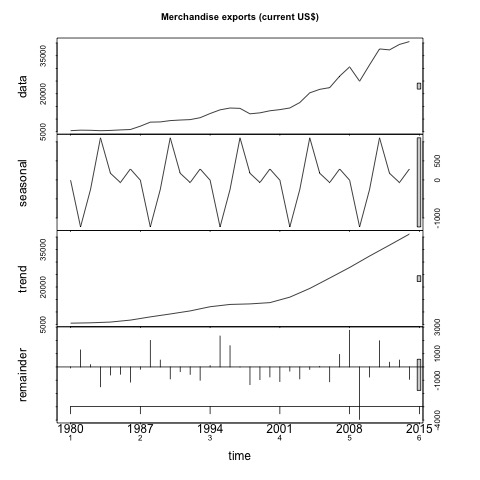 Merchandise exports (current US$)
data
5000 20000 35000
seasonal
-1000 0 500
trend
5000 20000 35000
remainder
-4000 -1000 1000 3000
1980 1987 1994 2001 2008 2015
1 2 3 4 5 6
time